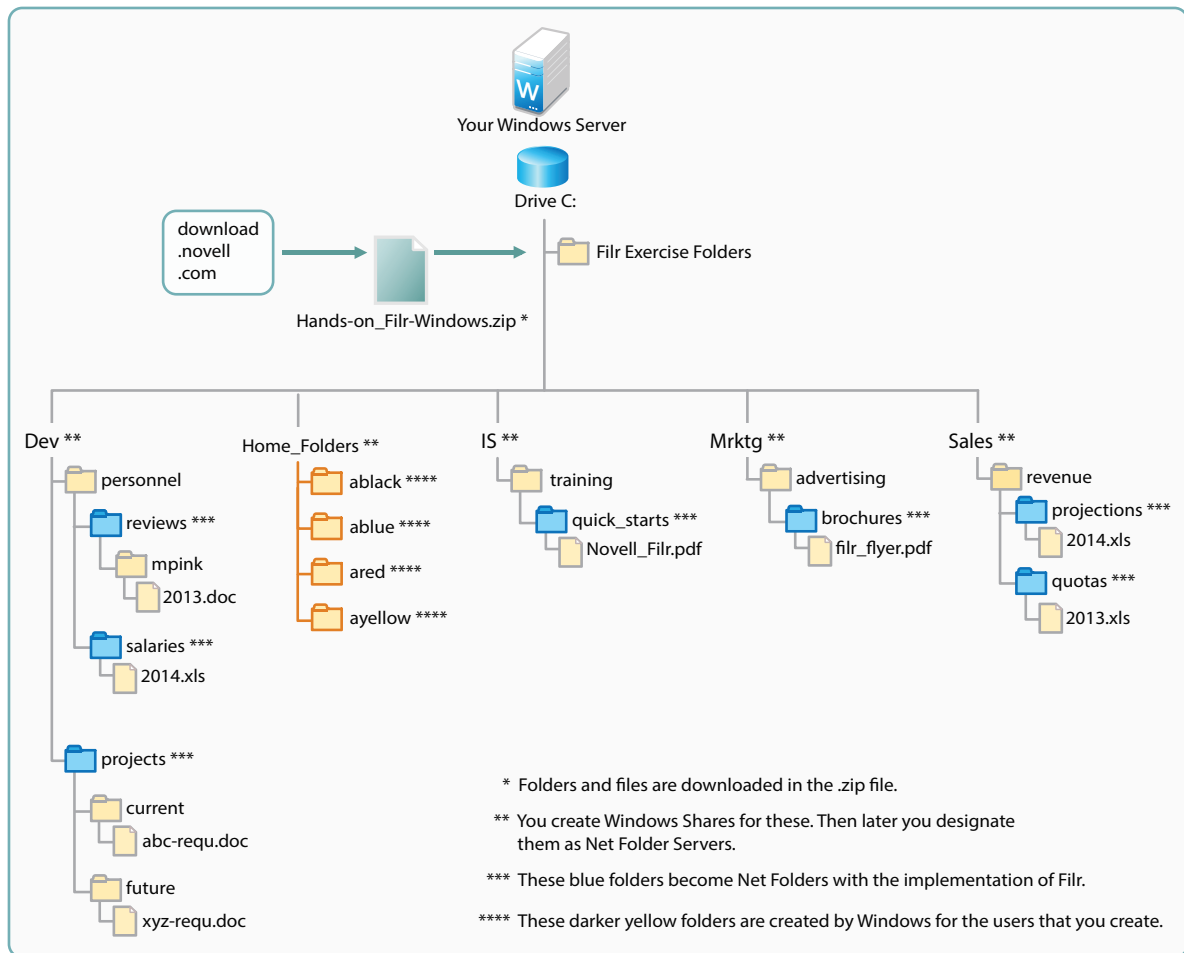 W
Your Windows Server
Drive C:
download
.novell
.com
Filr Exercise Folders
Hands-on_Filr-Windows.zip *
Dev **
personnel
reviews ***
mpink
2013.doc
salaries ***
2014.xls
projects ***
current
abc-requ.doc
future
xyz-requ.doc
Home_Folders **
ablack ****
ablue ****
ared ****
ayellow ****
IS **
training
quick_starts ***
Novell_Filr.pdf
Mrktg **
advertising
brochures ***
filr_flyer.pdf
Sales **
revenue
projections ***
2014.xls
quotas ***
2013.xls
* Folders and files are downloaded in the .zip file.
** You create Windows Shares for these. Then later you designate
them as Net Folder Servers.
*** These blue folders become Net Folders with the implementation of Filr.
**** These darker yellow folders are created by Windows for the users that you create.